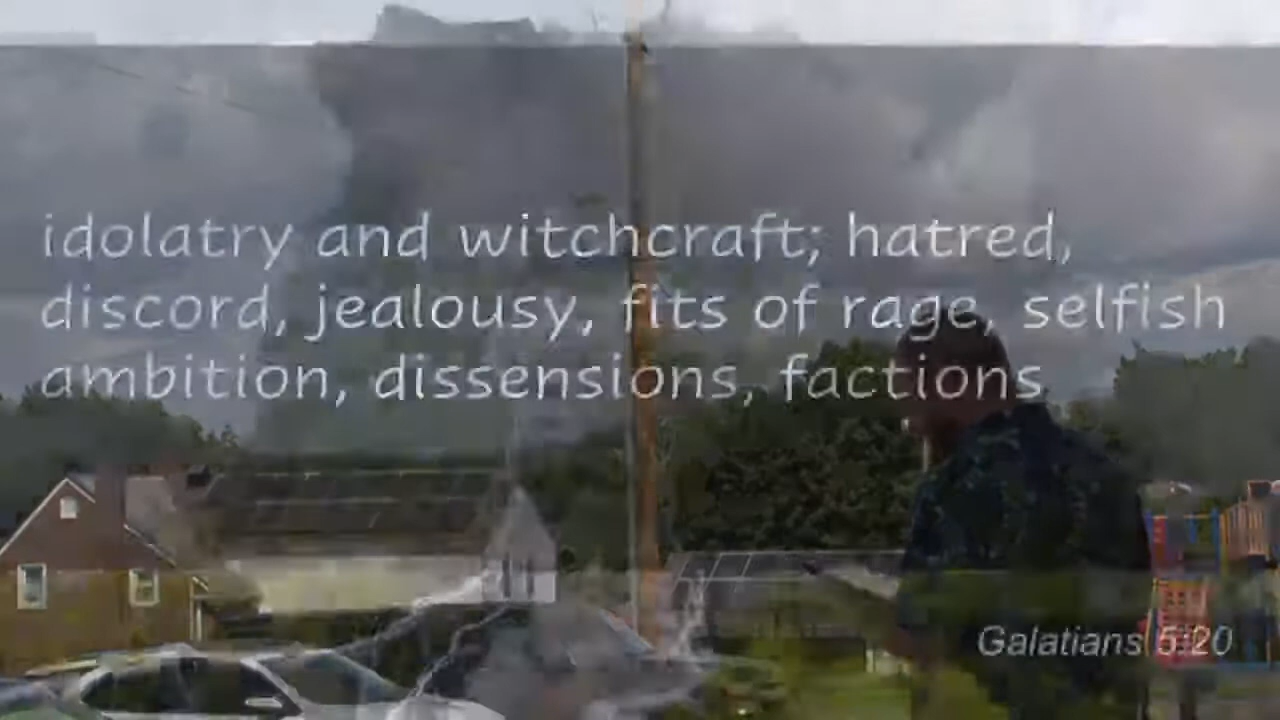 idolatry and witchcraft; hatred,
discord, jealousy, fits of rage, selfish
ambition, dissensions, factions
Galatians 5:20